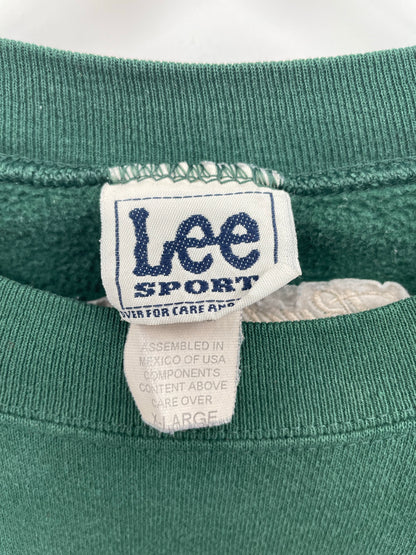 Lee
SPORT
OVER FOR CARE AND
ASSEMBLED IN
MEXICO OF USA
COMPONENTS
CONTENT ABOVE
CARE OVER
X-LARGE